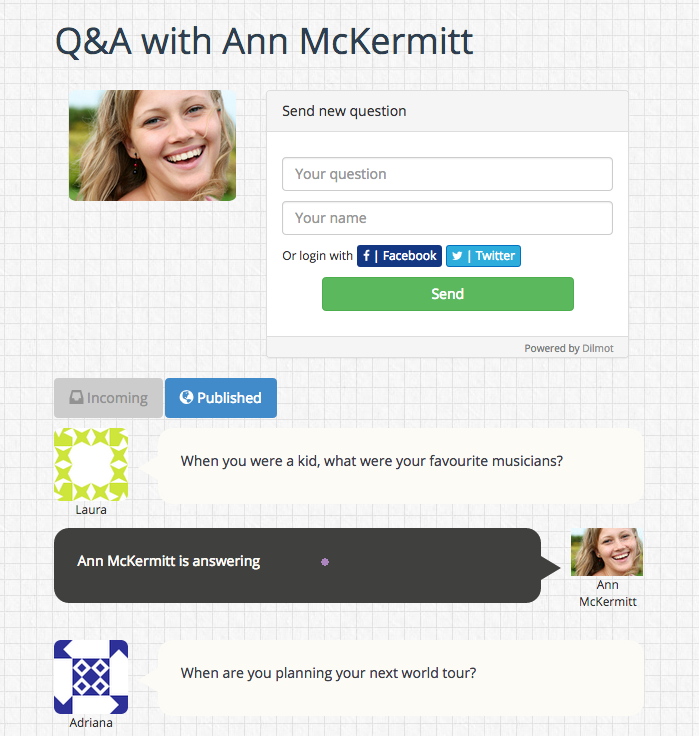 Q&A with Ann McKermitt
Send new question
Your question
Your name
Or login with f | Facebook | Twitter
Send
Powered by Dilmot
Incoming Published
When you were a kid, what were your favourite musicians?
Laura
Ann McKermitt is answering
Ann
McKermitt
When are you planning your next world tour?
Adriana